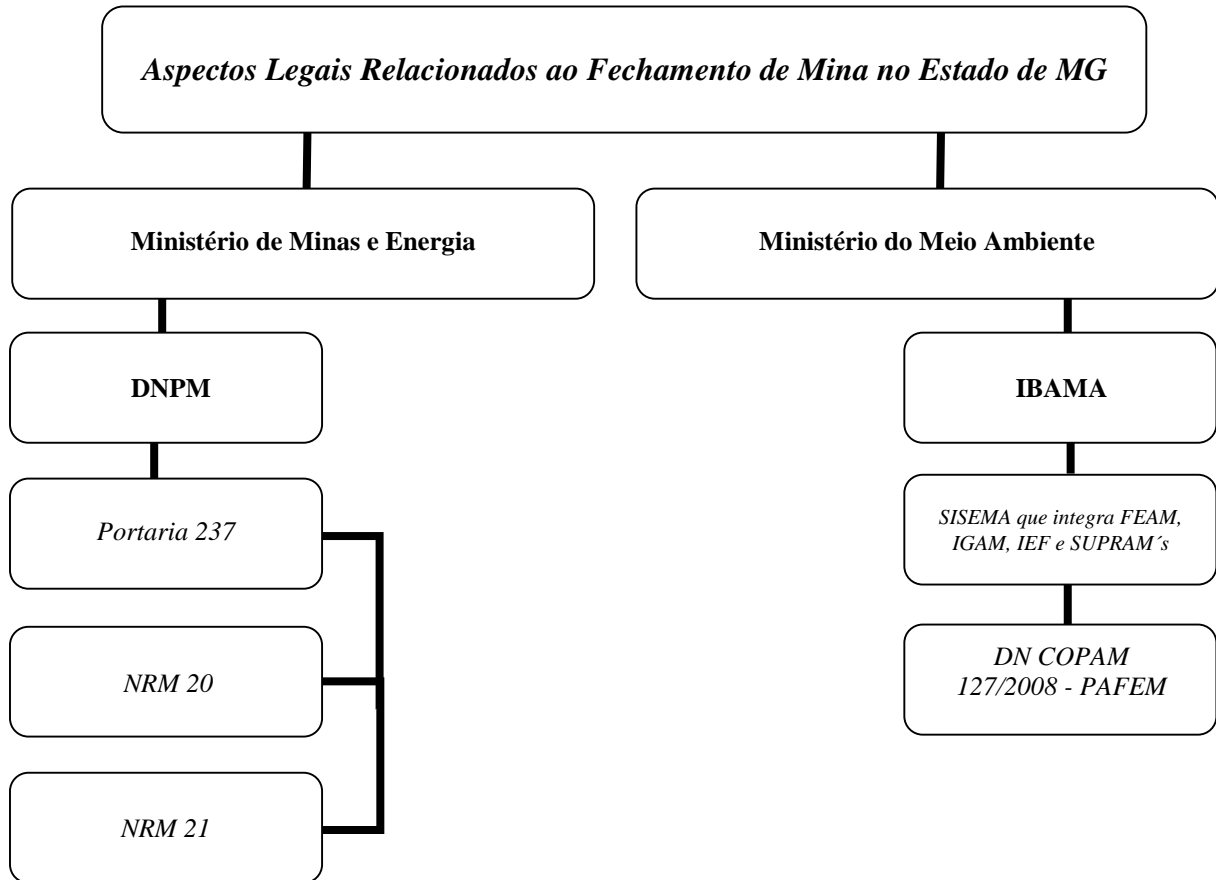 Aspectos Legais Relacionados ao Fechamento de Mina no Estado de MG
Ministério de Minas e Energia
Ministério do Meio Ambiente
DNPM
IBAMA
Portaria 237
SISEMA que integra FEAM,
IGAM, IEF e SUPRAM´s
NRM 20
DN COPAM
127/2008 - PAFEM
NRM 21